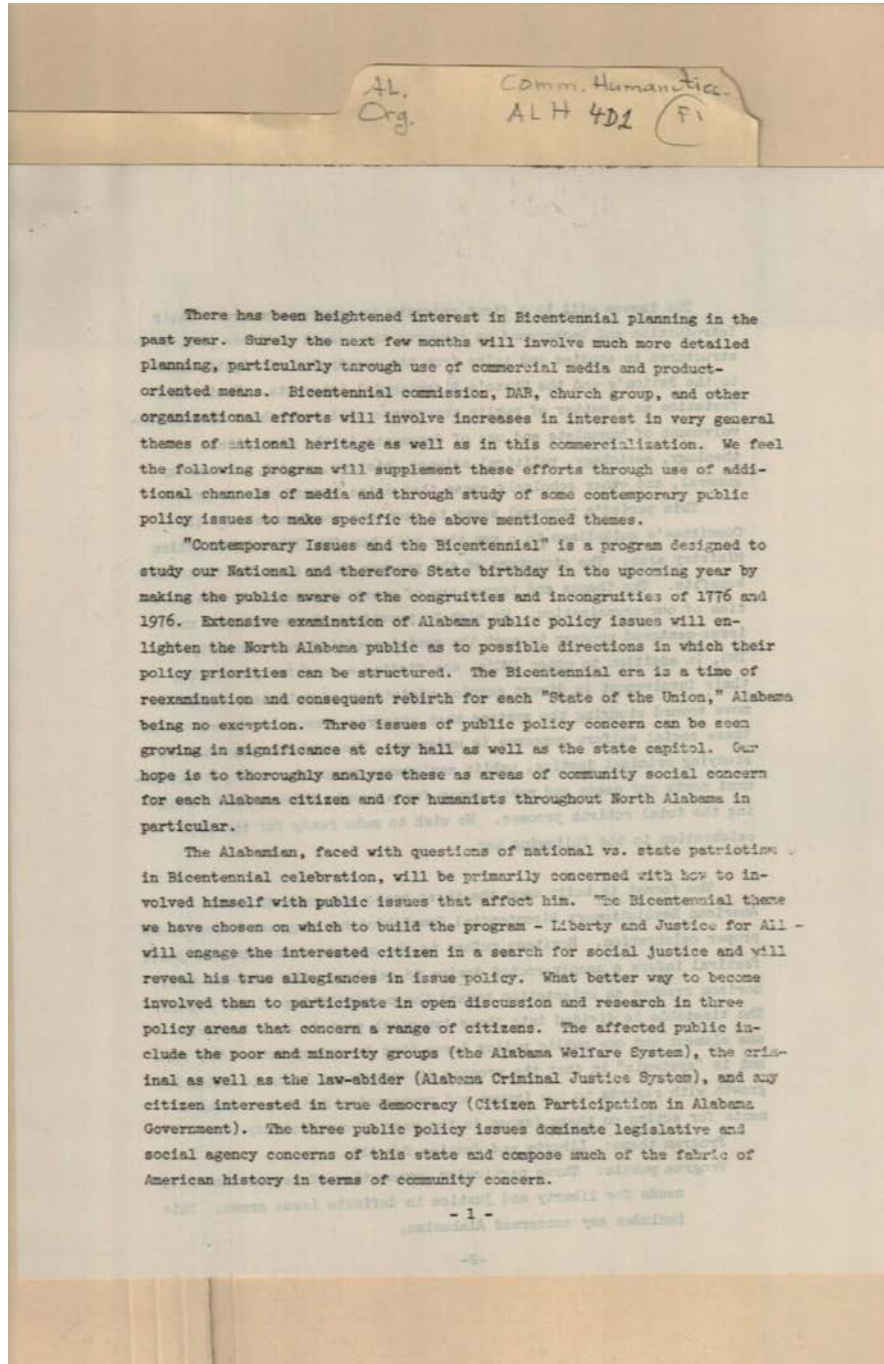 AL. Comm. Humanities
Org. ALH 4D1 F1
There has been heightened interest in Bicentennial planning in the
past year. Surely the next few months will involve much more detailed
planning, particularly through use of commercial media and product-
oriented means. Bicentennial commission, DAR, church group, and other
organizational efforts will involve increases in interest in very general
themes of national heritage as well as in this commercialization. We feel
the following program will supplement these efforts through use of addi-
tional channels of media and through study of some contemporary public
policy issues to make specific the above mentioned themes.
"Contemporary Issues and the Bicentennial" is a program designed to
study our National and therefore State birthday in the upcoming year by
making the public aware of the congruities and incongruities of 1776 and
1976. Extensive examination of Alabama public policy issues will en-
lighten the North Alabama public as to possible directions in which their
policy priorities can be structured. The Bicentennial era is a time of
reexamination and consequent rebirth for each "State of the Union," Alabama
being no exception. Three issues of public policy concern can be seen
growing in significance at city hall as well as the state capitol. Our
hope is to thoroughly analyze these as areas of community social concern
for each Alabama citizen and for humanists throughout North Alabama in
particular.
The Alabamian, faced with questions of national vs. state patriotism
in Bicentennial celebration, will be primarily concerned with how to in-
volved himself with public issues that affect him. The Bicentennial theme
we have chosen on which to build the program - Liberty and Justice for All -
will engage the interested citizen in a search for social justice and will
reveal his true allegiances in issue policy. What better way to become
involved than to participate in open discussion and research in three
policy areas that concern a range of citizens. The affected public in-
clude the poor and minority groups (the Alabama Welfare System), the crim-
inal as well as the law-abider (Alabama Criminal Justice System), and any
citizen interested in true democracy (Citizen Participation in Alabama
Government). The three public policy issues dominate legislative and
social agency concerns of this state and compose much of the fabric of
American history in terms of community concern.
- 1 -